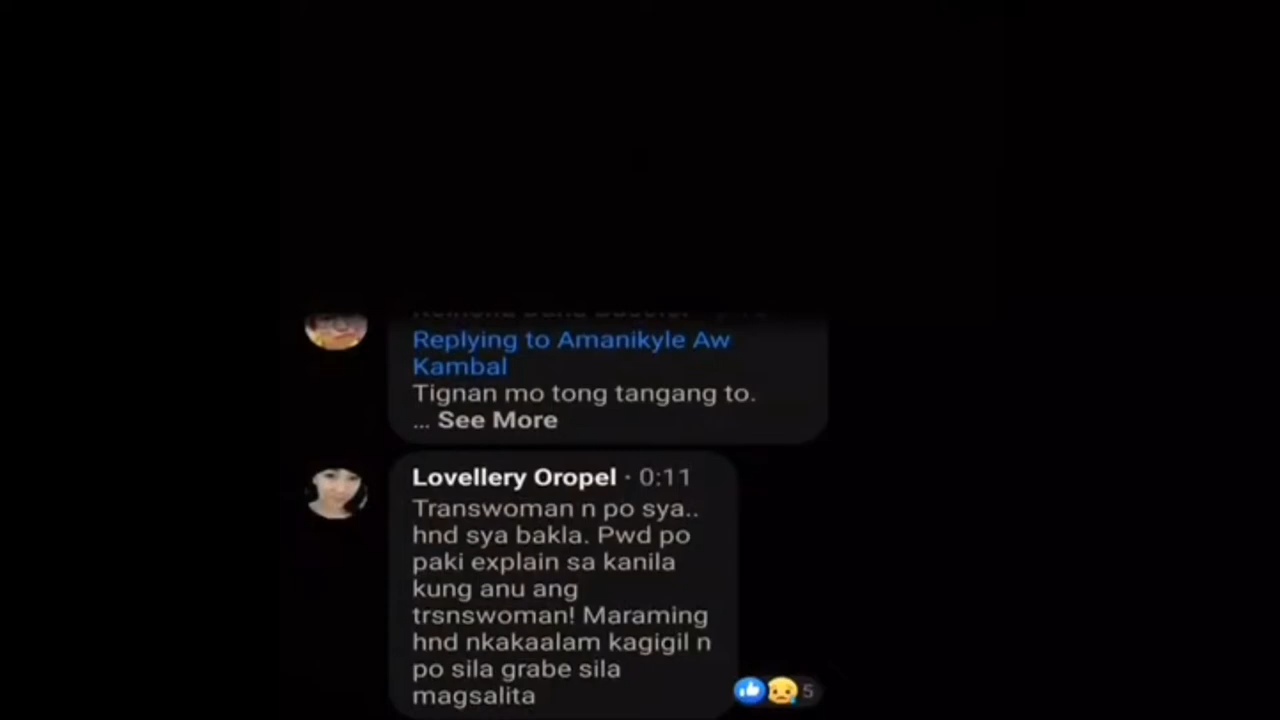 Replying to Amanikyle Aw
Kambal
Tignan mo tong tangang to.
... See More
Lovellery Oropel · 0:11
Transwoman n po sya..
hnd sya bakla. Pwd po
paki explain sa kanila
kung anu ang
trsnswoman! Maraming
hnd nkakaalam kagigil n
po sila grabe sila
magsalita
5